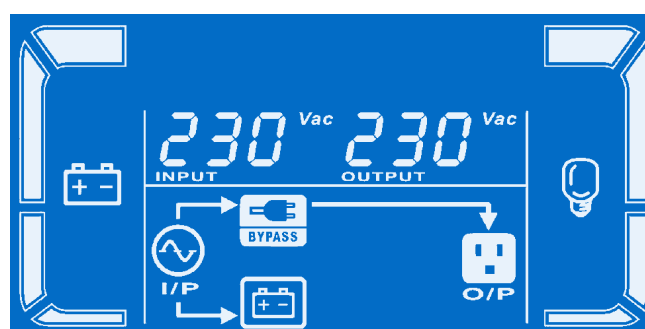 230 Vac 230 Vac
INPUT OUTPUT
BYPASS
I/P O/P